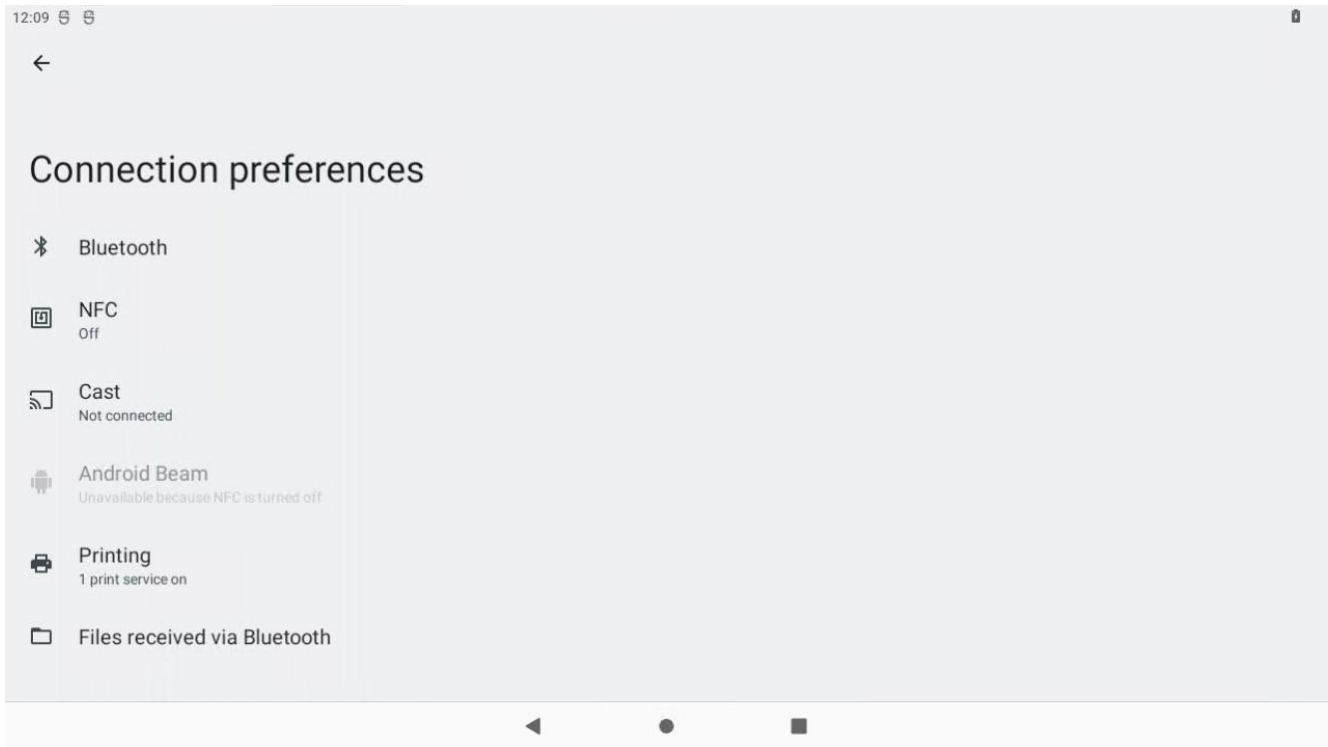 12:09
Connection preferences
Bluetooth
NFC
Off
Cast
Not connected
Android Beam
Unavailable because NFC is turned off
Printing
1 print service on
Files received via Bluetooth